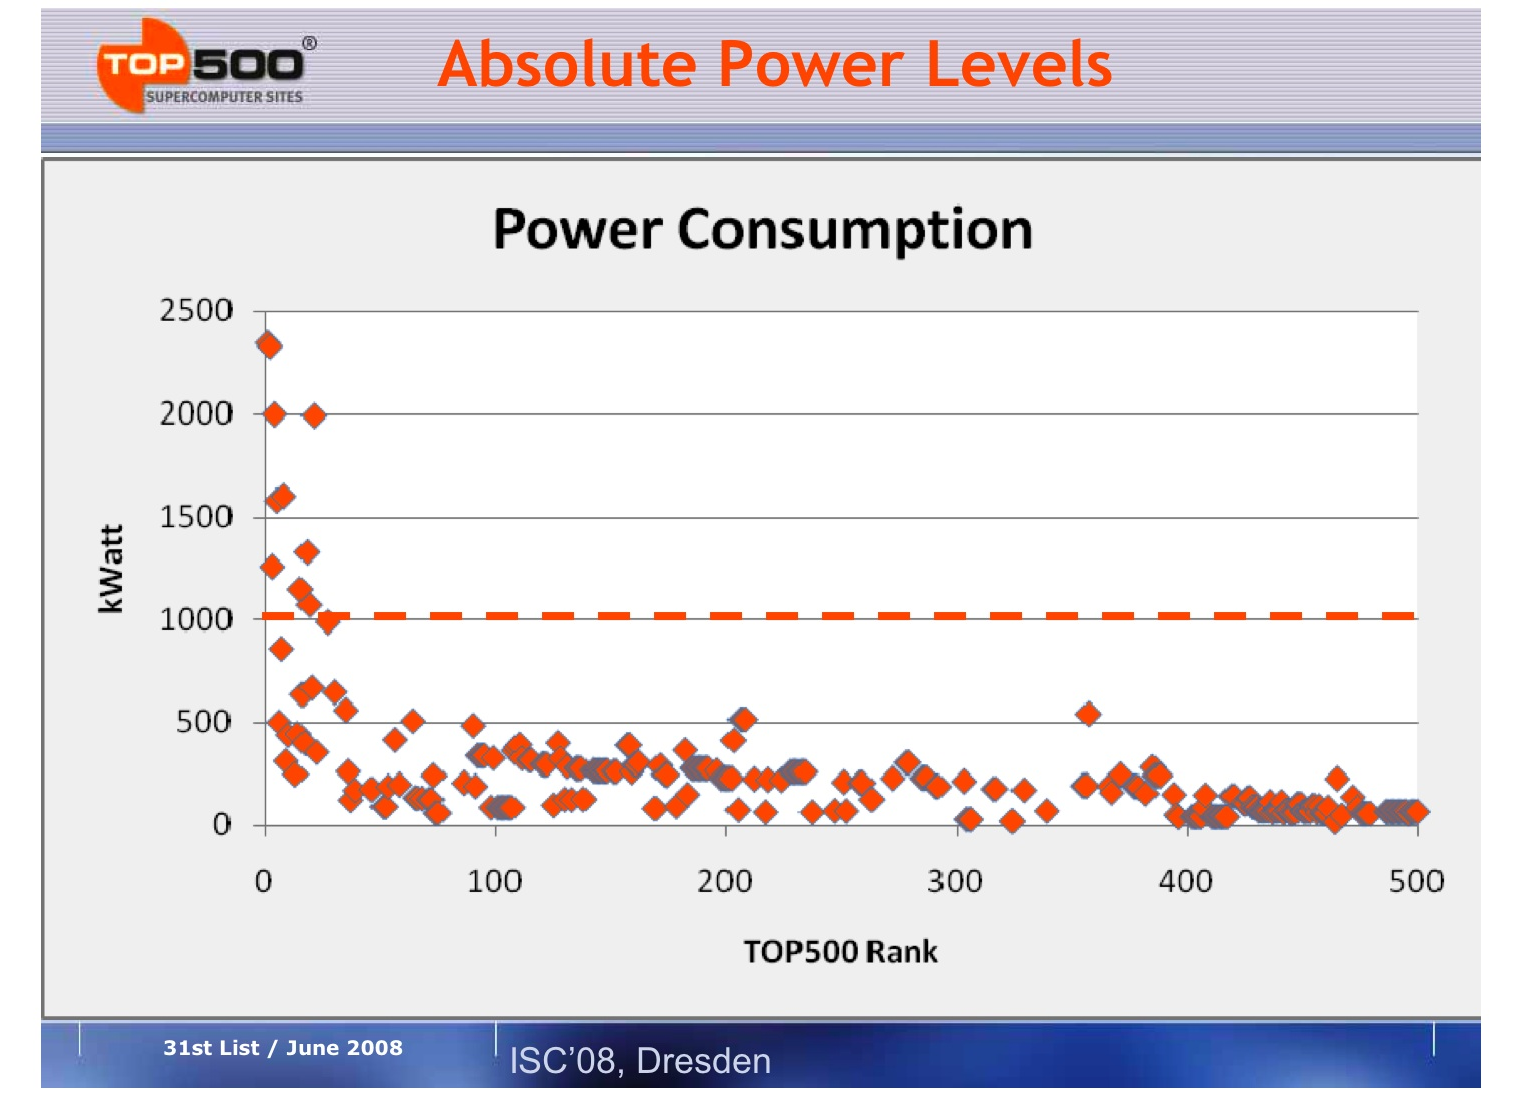 TOP500®
SUPERCOMPUTER SITES
Absolute Power Levels
Power Consumption
2500
2000
1500
1000
500
0
kWatt
0 100 200 300 400 500
TOP500 Rank
31st List / June 2008
ISC’08, Dresden